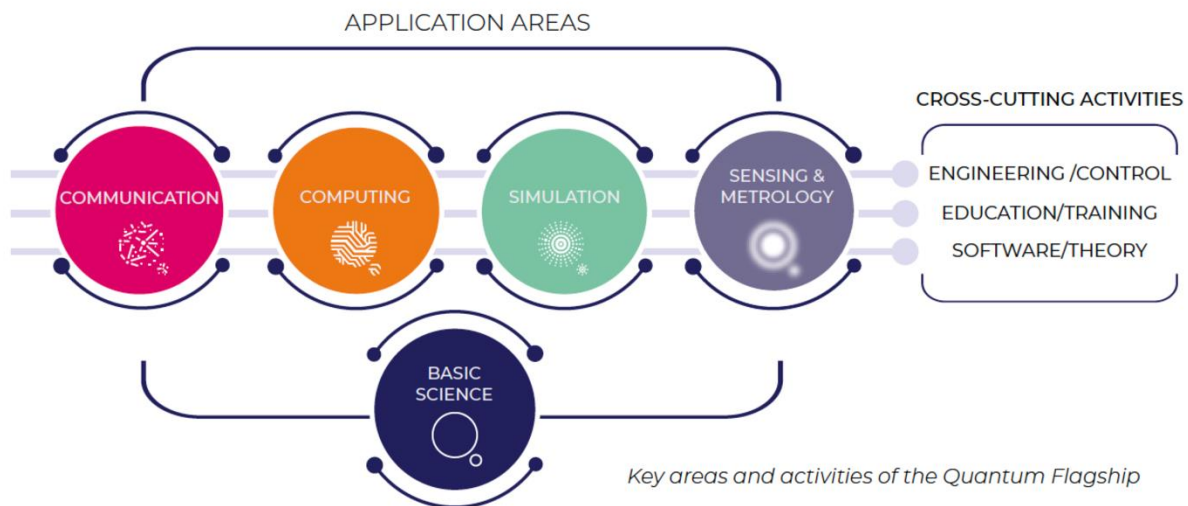 APPLICATION AREAS
CROSS-CUTTING ACTIVITIES
COMMUNICATION
COMPUTING
SIMULATION
SENSING &
METROLOGY
ENGINEERING /CONTROL
EDUCATION/TRAINING
SOFTWARE/THEORY
BASIC
SCIENCE
Key areas and activities of the Quantum Flagship